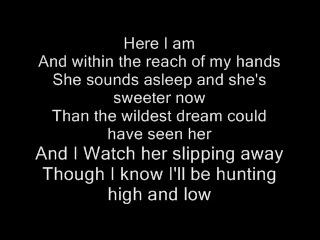 Here I am
And within the reach of my hands
She sounds asleep and she's
sweeter now
Than the wildest dream could
have seen her
And I Watch her slipping away
Though I know I'll be hunting
high and low